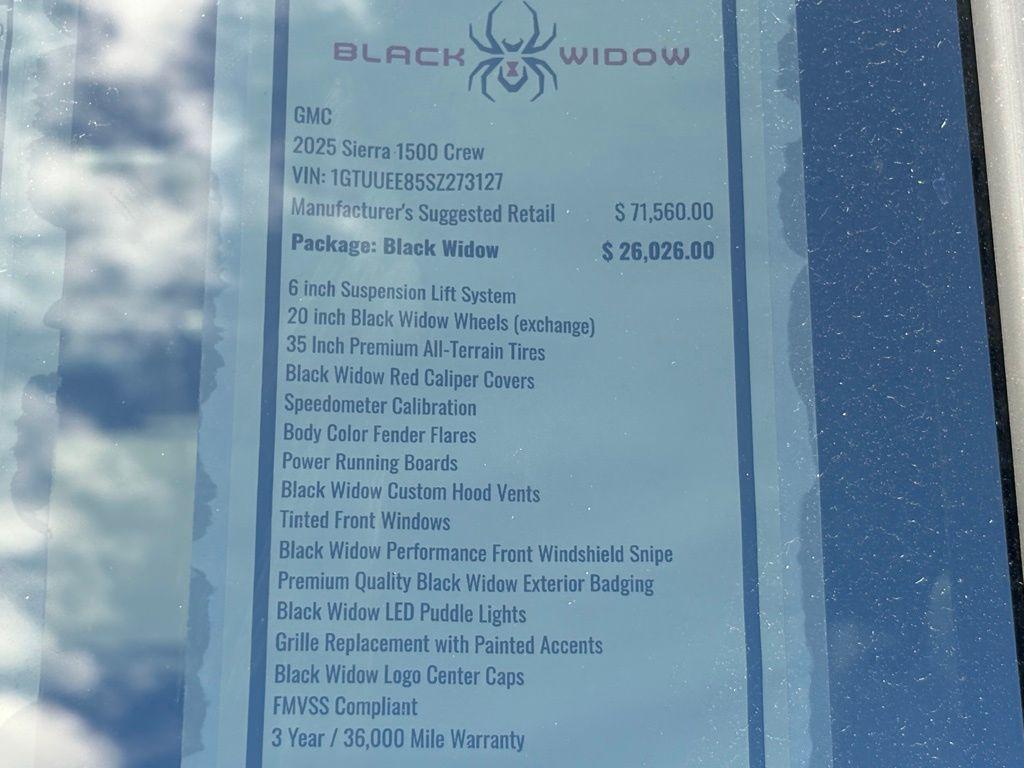 BLACK WIDOW
GMC
2025 Sierra 1500 Crew
VIN: 1GTUUEE85SZ273127
Manufacturer's Suggested Retail $ 71,560.00
Package: Black Widow $ 26,026.00
6 inch Suspension Lift System
20 inch Black Widow Wheels (exchange)
35 Inch Premium All-Terrain Tires
Black Widow Red Caliper Covers
Speedometer Calibration
Body Color Fender Flares
Power Running Boards
Black Widow Custom Hood Vents
Tinted Front Windows
Black Widow Performance Front Windshield Snipe
Premium Quality Black Widow Exterior Badging
Black Widow LED Puddle Lights
Grille Replacement with Painted Accents
Black Widow Logo Center Caps
FMVSS Compliant
3 Year / 36,000 Mile Warranty